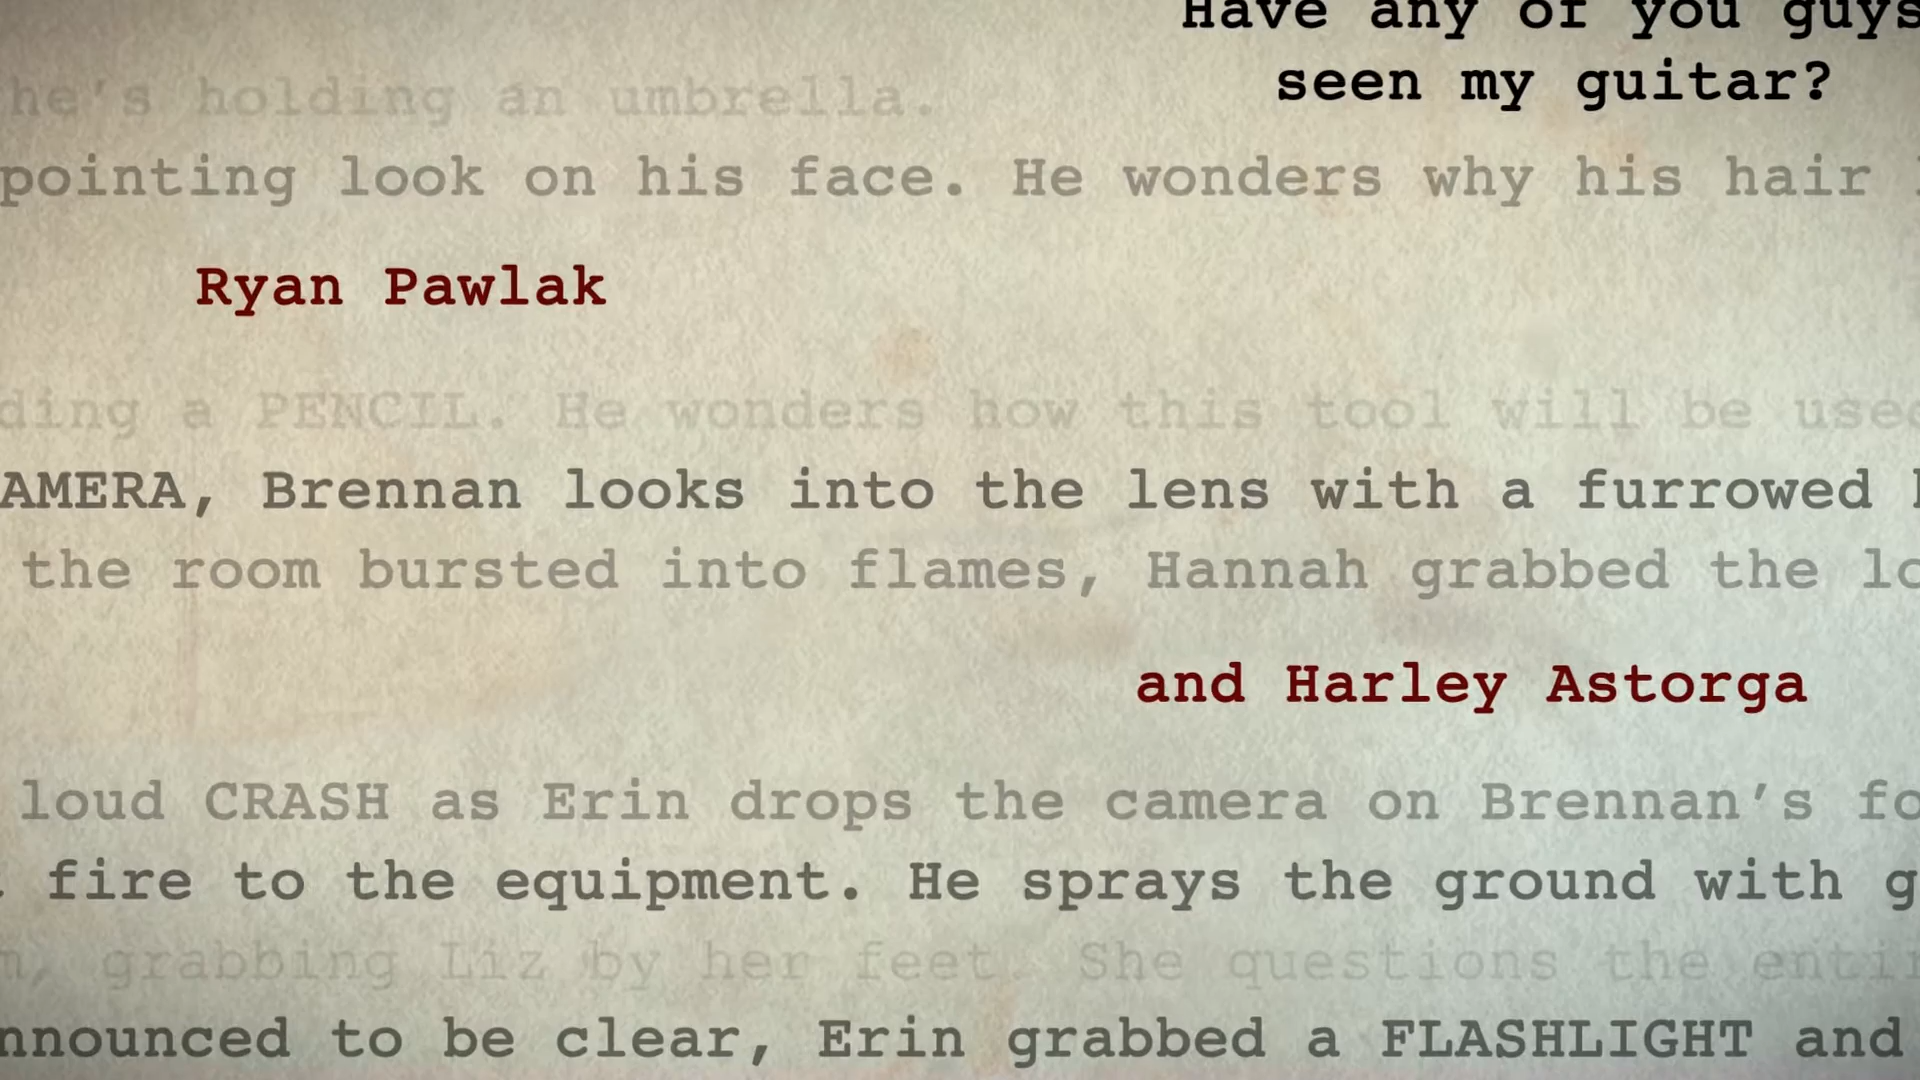 Have any of you guys
seen my guitar?
he's holding an umbrella.
pointing look on his face. He wonders why his hair
Ryan Pawlak
ding a PENCIL. He wonders how this tool will be used
AMERA, Brennan looks into the lens with a furrowed
the room bursted into flames, Hannah grabbed the lo
and Harley Astorga
loud CRASH as Erin drops the camera on Brennan's fo
fire to the equipment. He sprays the ground with g
grabbing Liz by her feet. She questions the entir
nnounced to be clear, Erin grabbed a FLASHLIGHT and